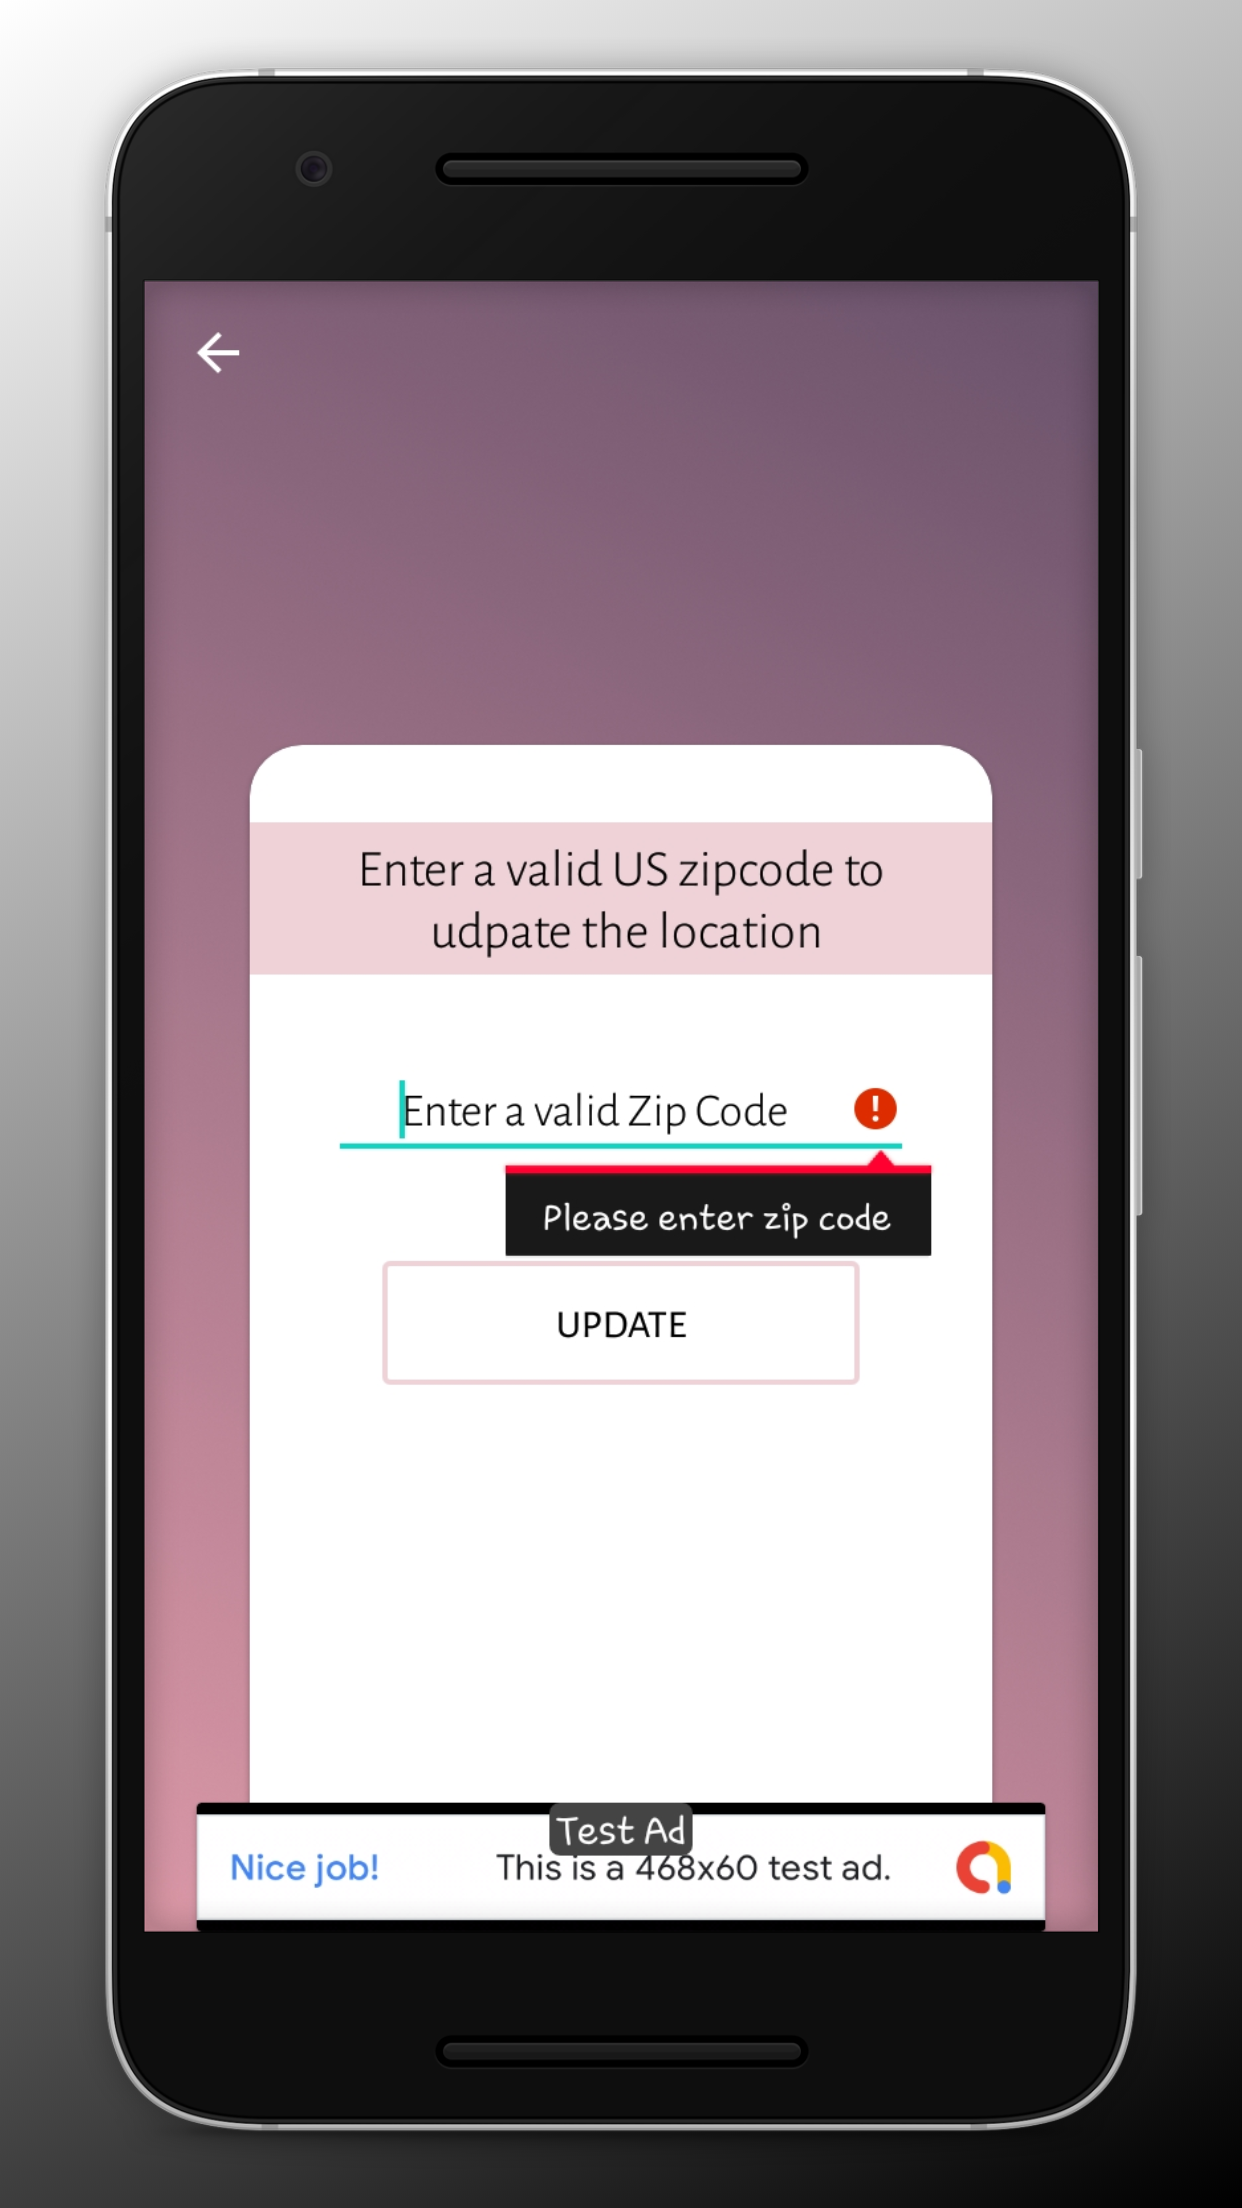 Enter a valid US zipcode to
udpate the location
Enter a valid Zip Code
Please enter zip code
UPDATE
Test Ad
Nice job!
This is a 468x60 test ad.